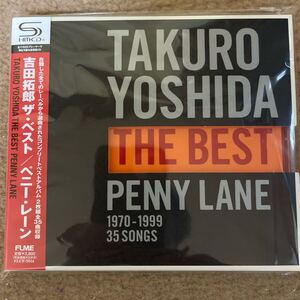 SHM-CD
TAKURO YOSHIDA THE BEST PENNY LANE
吉田拓郎 ザ・ベスト/ペニー・レーン
FLME
TAKURO
YOSHIDA
THE BEST
PENNY LANE
1970-1999
35 SONGS